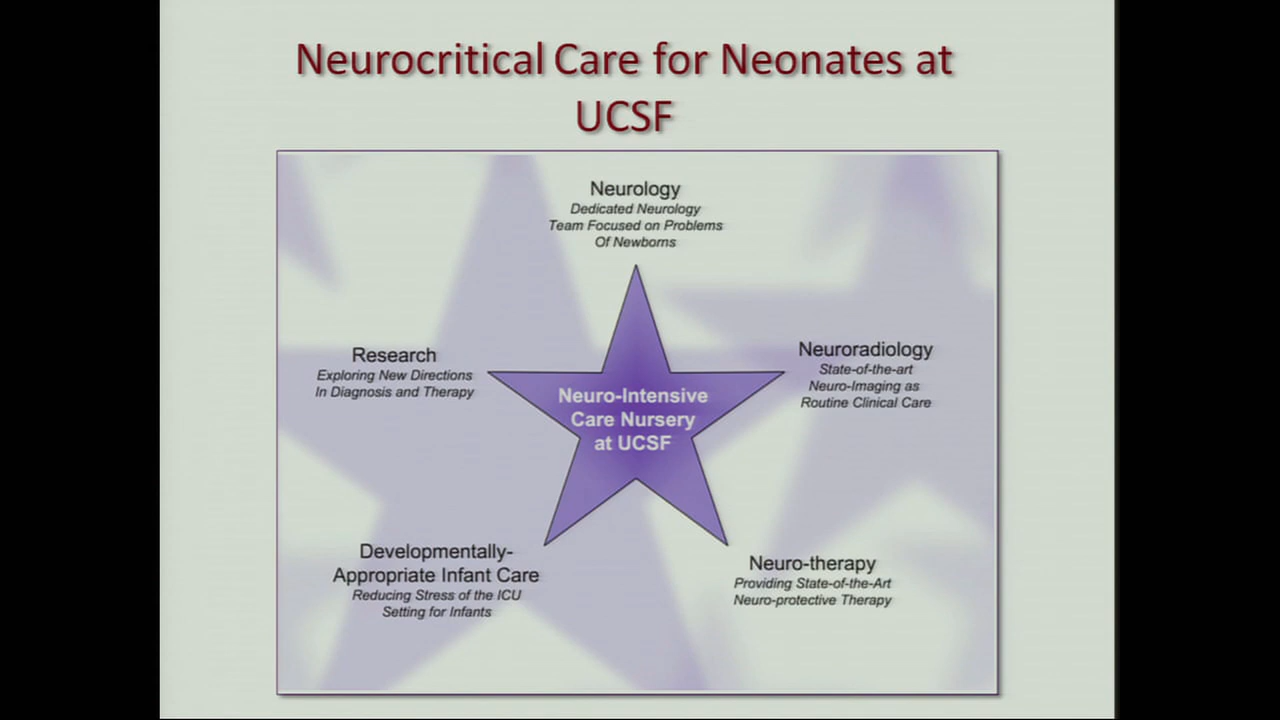 Neurocritical Care for Neonates at
UCSF
Neurology
Dedicated Neurology
Team Focused on Problems
Of Newborns
Research
Exploring New Directions
In Diagnosis and Therapy
Neuroradiology
State-of-the-art
Neuro-Imaging as
Routine Clinical Care
Neuro-Intensive
Care Nursery
at UCSF
Developmentally-
Appropriate Infant Care
Reducing Stress of the ICU
Setting for Infants
Neuro-therapy
Providing State-of-the-Art
Neuro-protective Therapy